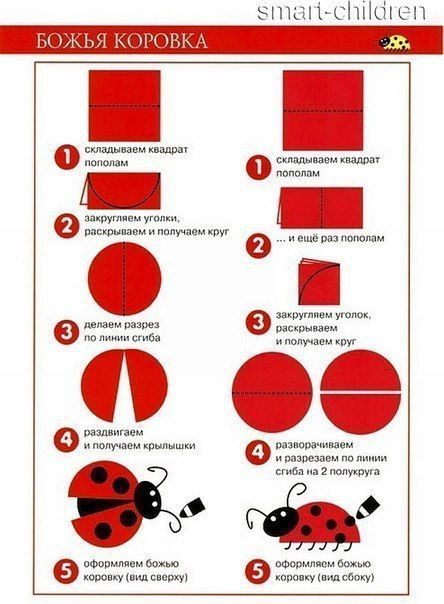 smart-children
БОЖЬЯ КОРОВКА
1
складываем квадрат
пополам
2
закругляем уголки,
раскрываем и получаем круг
3
делаем разрез
по линии сгиба
4
раздвигаем
и получаем крылышки
5
оформляем божью
коровку (вид сверху)
1
складываем квадрат
пополам
2
... и ещё раз пополам
3
закругляем уголок,
раскрываем
и получаем круг
4
разворачиваем
и разрезаем по линии
сгиба на 2 полукруга
5
оформляем божью
коровку (вид сбоку)